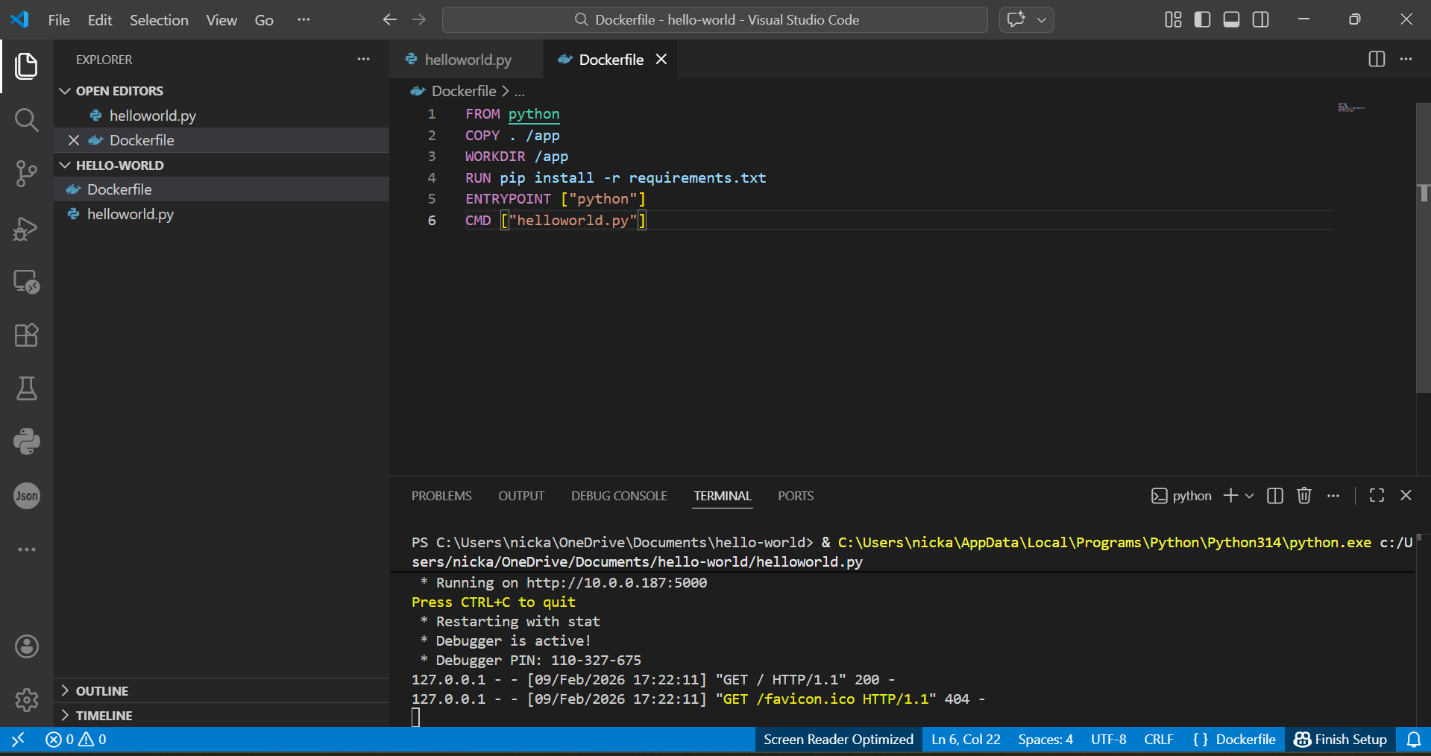 File Edit Selection View Go ··· Dockerfile - hello-world - Visual Studio Code
EXPLORER
OPEN EDITORS
helloworld.py
Dockerfile
HELLO-WORLD
Dockerfile
helloworld.py
Json
OUTLINE
TIMELINE
helloworld.py Dockerfile
Dockerfile > ...
1 FROM python
2 COPY . /app
3 WORKDIR /app
4 RUN pip install -r requirements.txt
5 ENTRYPOINT ["python"]
6 CMD ["helloworld.py"]
PROBLEMS OUTPUT DEBUG CONSOLE TERMINAL PORTS python
PS C:\Users\nicka\OneDrive\Documents\hello-world> & C:\Users\nicka\AppData\Local\Programs\Python\Python314\python.exe c:/U
sers/nicka/OneDrive/Documents/hello-world/helloworld.py
* Running on http://10.0.0.187:5000
Press CTRL+C to quit
* Restarting with stat
* Debugger is active!
* Debugger PIN: 110-327-675
127.0.0.1 - - [09/Feb/2026 17:22:11] "GET / HTTP/1.1" 200 -
127.0.0.1 - - [09/Feb/2026 17:22:11] "GET /favicon.ico HTTP/1.1" 404 -
0 0 Screen Reader Optimized Ln 6, Col 22 Spaces: 4 UTF-8 CRLF { } Dockerfile Finish Setup